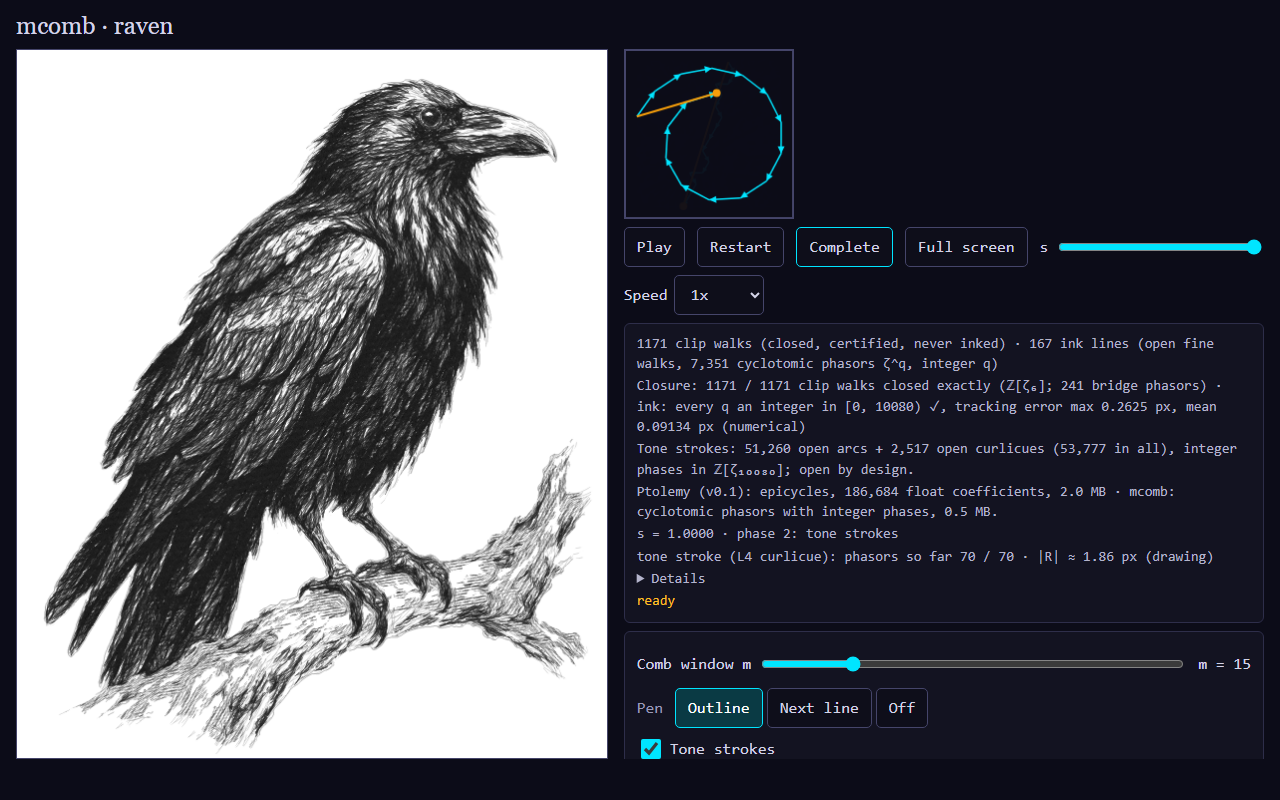 mcomb · raven
Play
Restart
Complete
Full screen
s
Speed
1x
1171 clip walks (closed, certified, never inked) · 167 ink lines (open fine
walks, 7,351 cyclotomic phasors ζ^q, integer q)
Closure: 1171 / 1171 clip walks closed exactly (ℤ[ζ₆]; 241 bridge phasors) ·
ink: every q an integer in [0, 10080) ✓, tracking error max 0.2625 px, mean
0.09134 px (numerical)
Tone strokes: 51,260 open arcs + 2,517 open curlicues (53,777 in all), integer
phases in ℤ[ζ₁₀₀₈₀]; open by design.
Ptolemy (v0.1): epicycles, 186,684 float coefficients, 2.0 MB · mcomb:
cyclotomic phasors with integer phases, 0.5 MB.
s = 1.0000 · phase 2: tone strokes
tone stroke (L4 curlicue): phasors so far 70 / 70 · |R| ≈ 1.86 px (drawing)
▶ Details
ready
Comb window m
m = 15
Pen
Outline
Next line
Off
Tone strokes